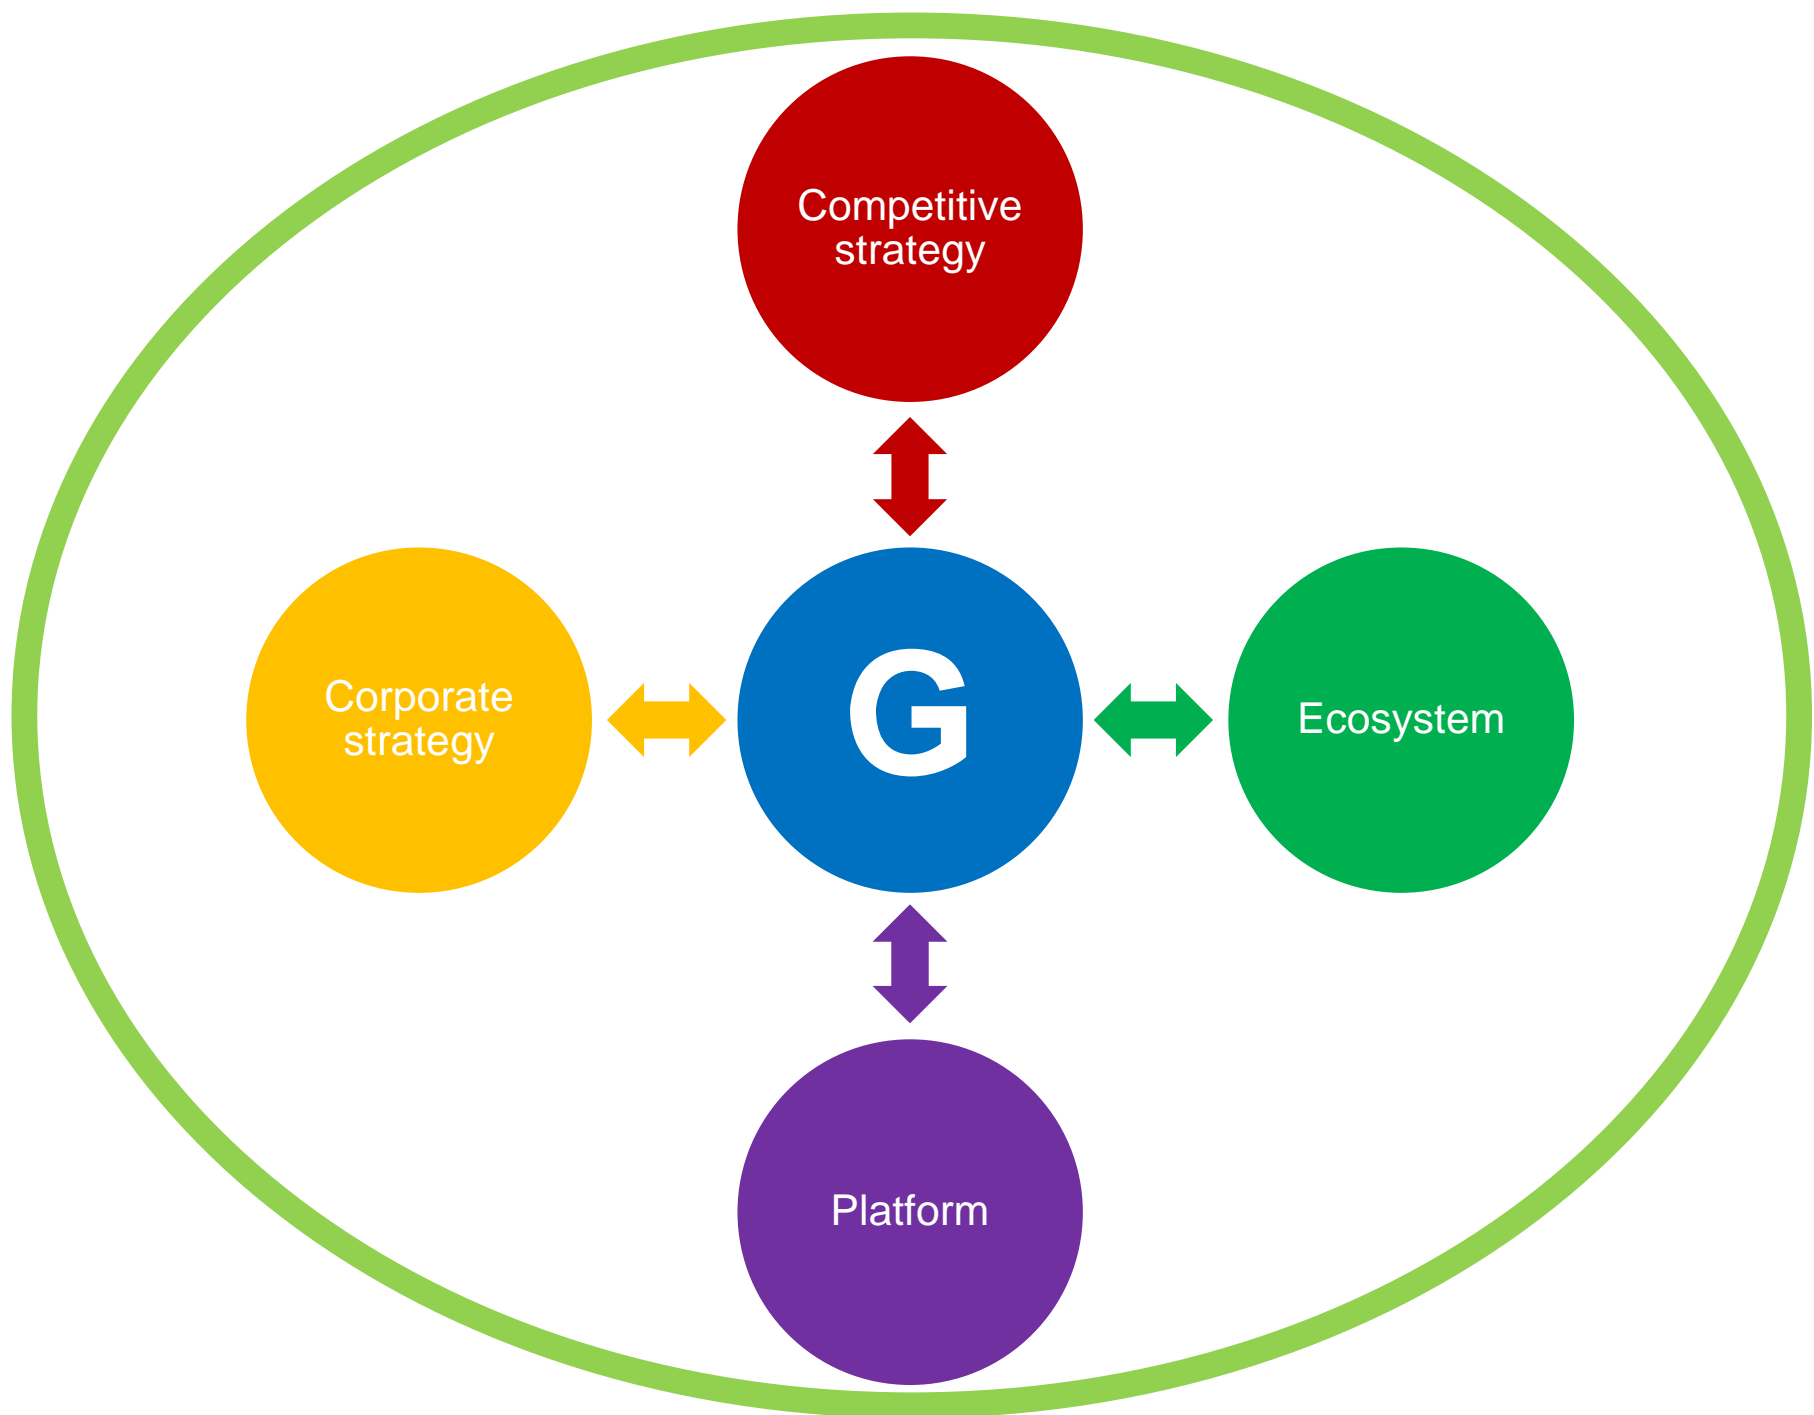 Competitive
strategy
Corporate
strategy
G
Ecosystem
Platform